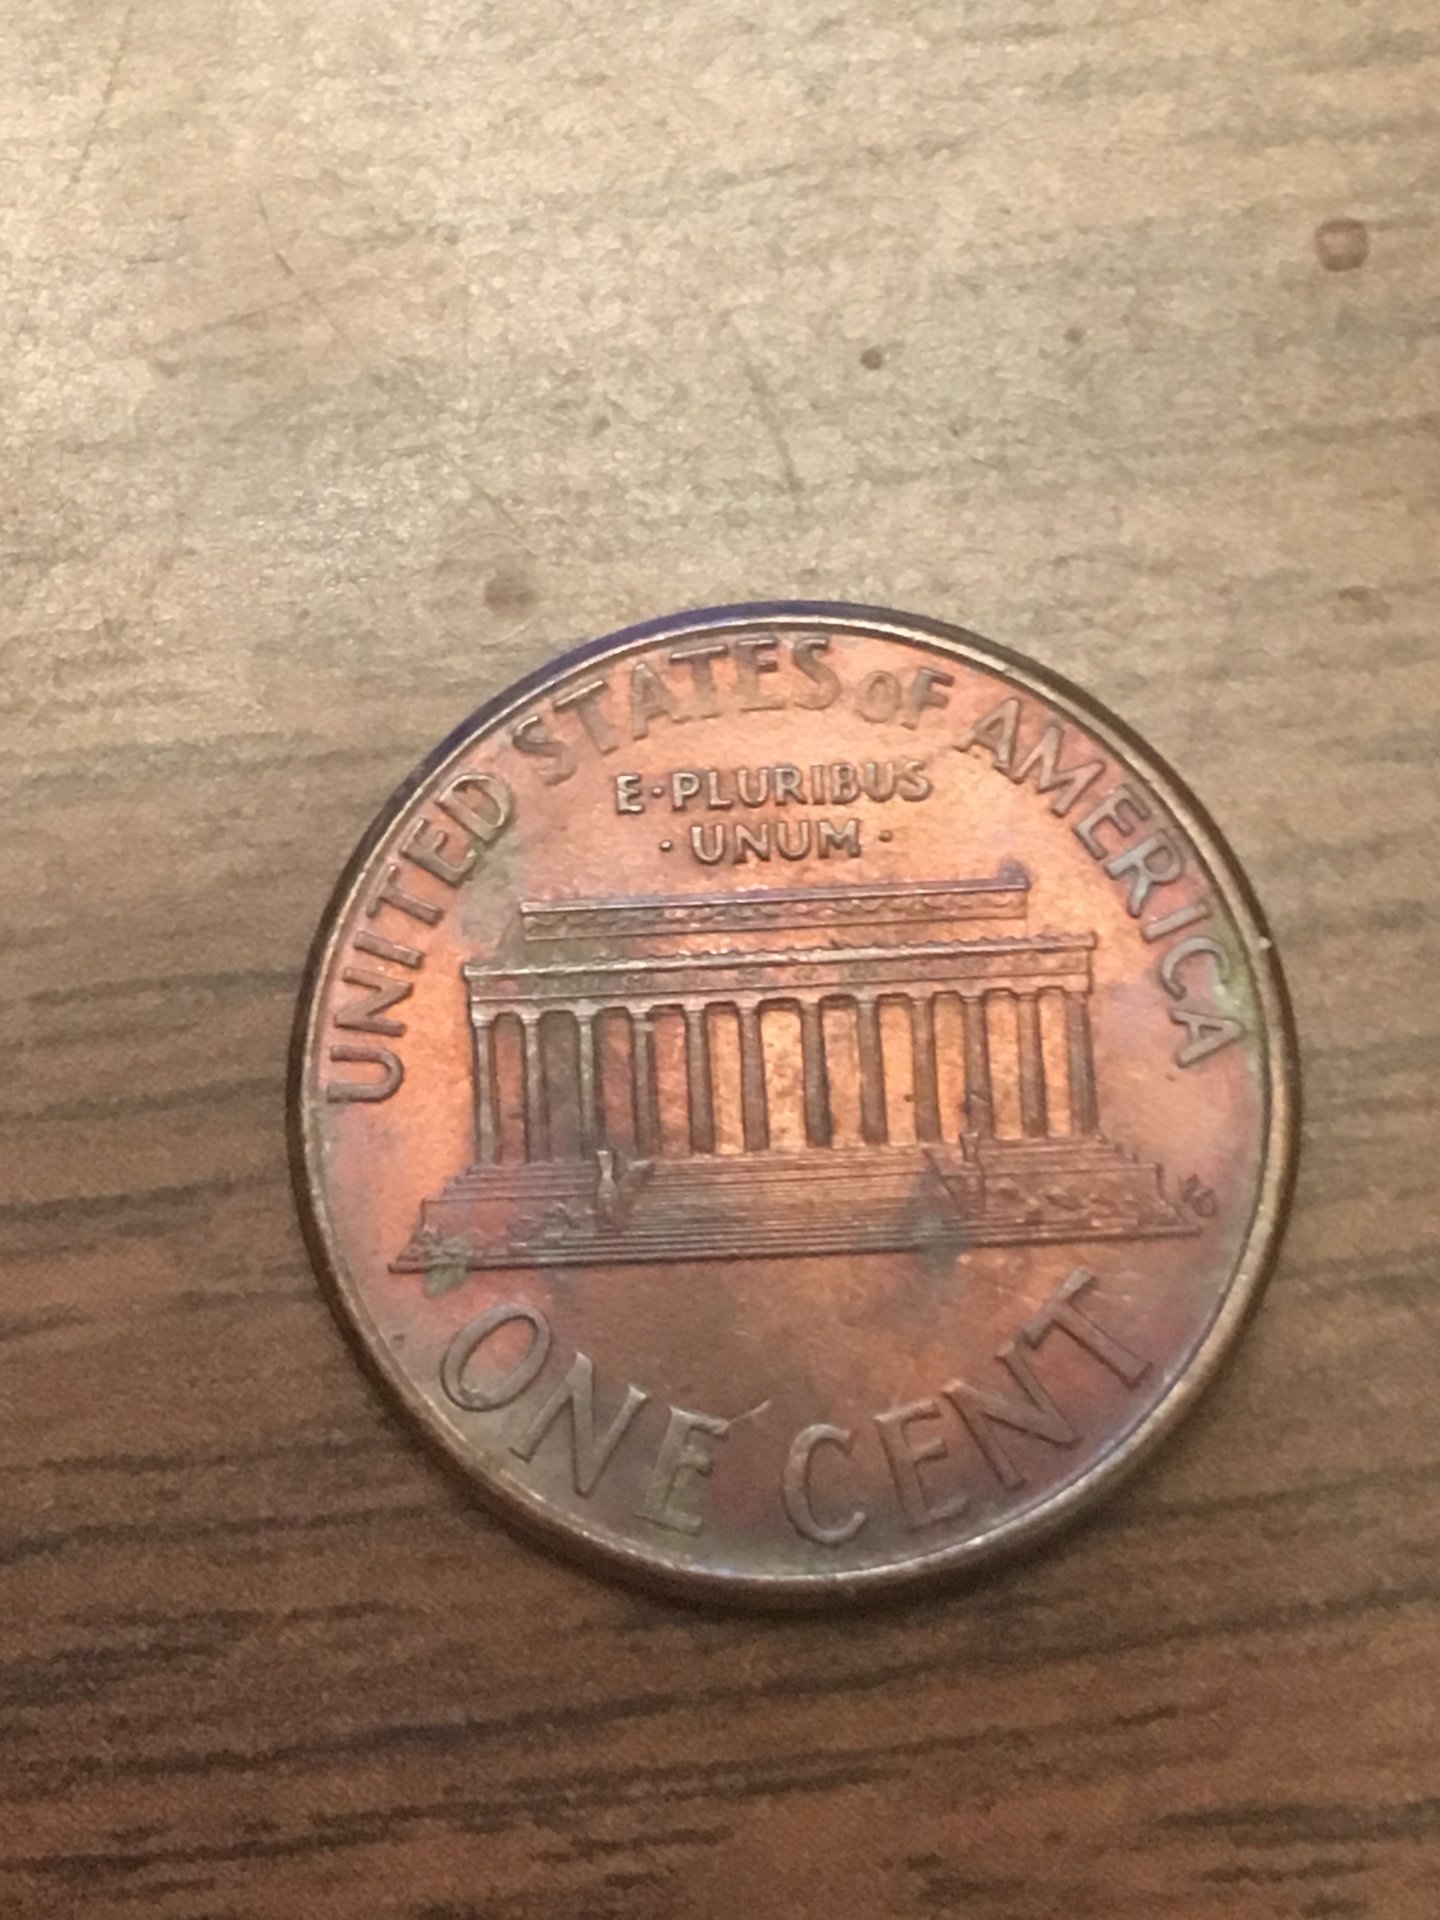 UNITED STATES OF AMERICA
E·PLURIBUS
·UNUM·
ONE CENT